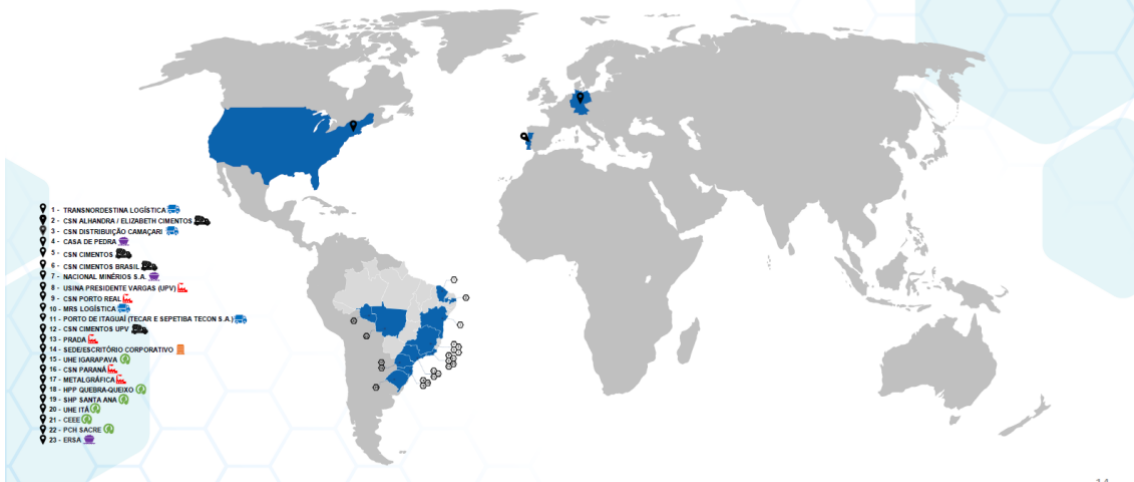 1 - TRANSNORDESTINA LOGÍSTICA
2 - CSN ALHANDRA / ELIZABETH CIMENTOS
3 - CSN DISTRIBUIÇÃO CAMAÇARI
4 - CASA DE PEDRA
5 - CSN CIMENTOS
6 - CSN CIMENTOS BRASIL
7 - NACIONAL MINÉRIOS S.A.
8 - USINA PRESIDENTE VARGAS (UPV)
9 - CSN PORTO REAL
10 - MRS LOGÍSTICA
11 - PORTO DE ITAGUAÍ (TECAR E SEPETIBA TECON S.A.)
12 - CSN CIMENTOS UPV
13 - PRADA
14 - SEDE/ESCRITÓRIO CORPORATIVO
15 - UHE IGARAPAVA
16 - CSN PARANÁ
17 - METALGRÁFICA
18 - HPP QUEBRA-QUEIXO
19 - SHP SANTA ANA
20 - UHE ITÁ
21 - CEEE
22 - PCH SACRE
23 - ERSA